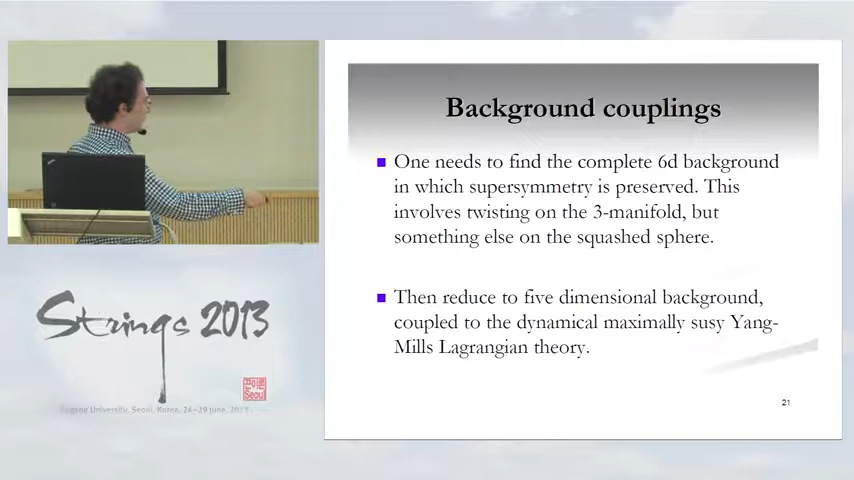 Background couplings
One needs to find the complete 6d background
in which supersymmetry is preserved. This
involves twisting on the 3-manifold, but
something else on the squashed sphere.
Then reduce to five dimensional background,
coupled to the dynamical maximally susy Yang-
Mills Lagrangian theory.
21
Strings 2013
Seoul
Sogang University, Seoul, Korea, 24-29 June, 2013